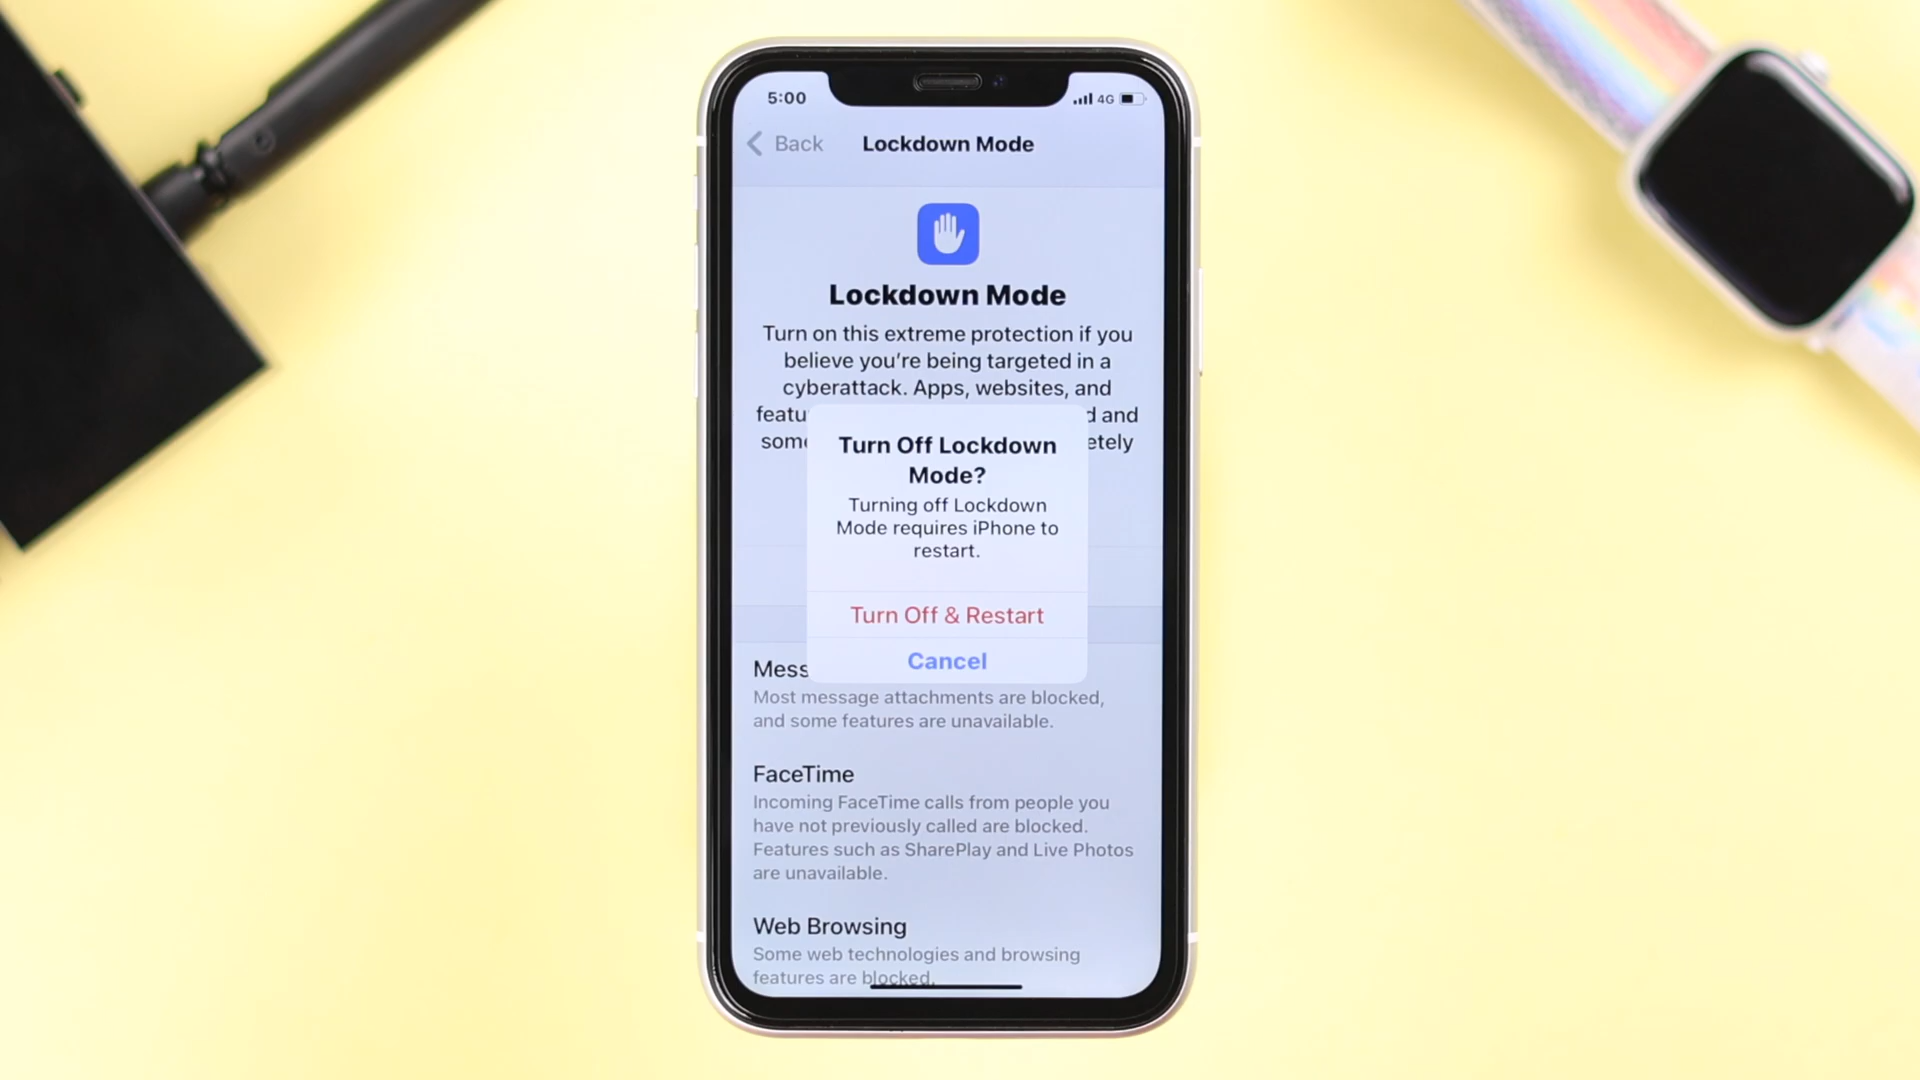 5:00
4G
Back
Lockdown Mode
Lockdown Mode
Turn on this extreme protection if you
believe you're being targeted in a
cyberattack. Apps, websites, and
d and
Turn Off Lockdown
Mode?
Turning off Lockdown
Mode requires iPhone to
restart.
Turn Off & Restart
Cancel
Most message attachments are blocked,
and some features are unavailable.
FaceTime
Incoming FaceTime calls from people you
have not previously called are blocked.
Features such as SharePlay and Live Photos
are unavailable.
Web Browsing
Some web technologies and browsing
features are blocked.